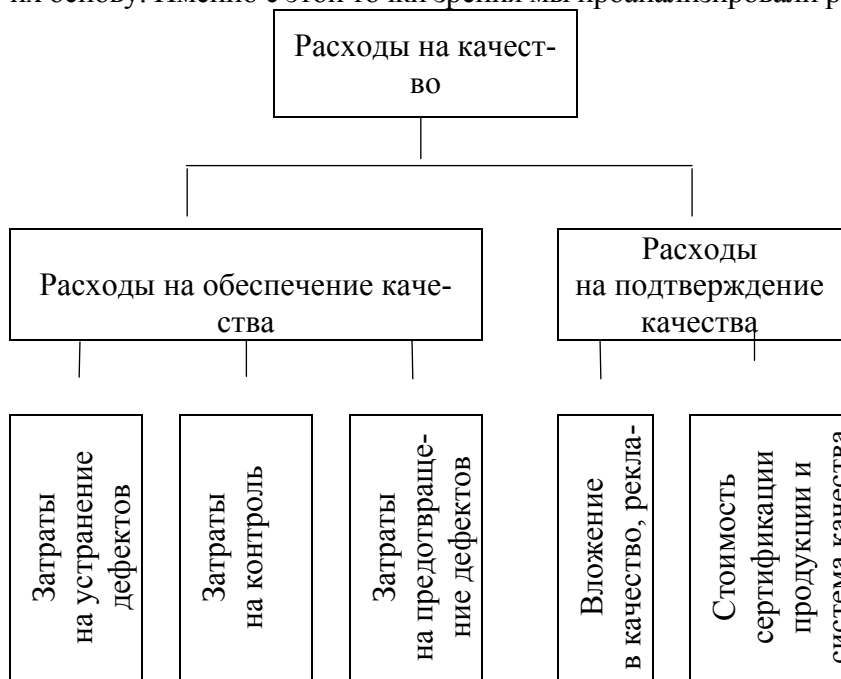 их основу. Именно с этой точки зрения мы проанализировали р
Расходы на качест-
во
Расходы на обеспечение каче-
ства
Расходы
на подтверждение
качества
Затраты
на устранение
дефектов
Затраты
на контроль
Затраты
на предотвраще-
ние дефектов
Вложение
в качество, рекла-
Стоимость
сертификации
продукции и
система качества